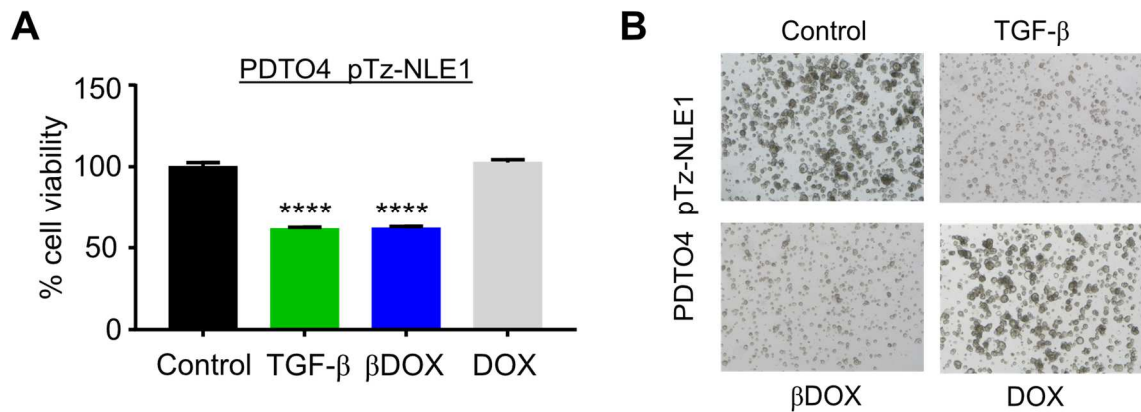 A
PDTO4 pTz-NLE1
% cell viability
150
100
50
0
****
****
Control
TGF-β
βDOX
DOX
B
Control
TGF-β
PDTO4 pTz-NLE1
βDOX
DOX